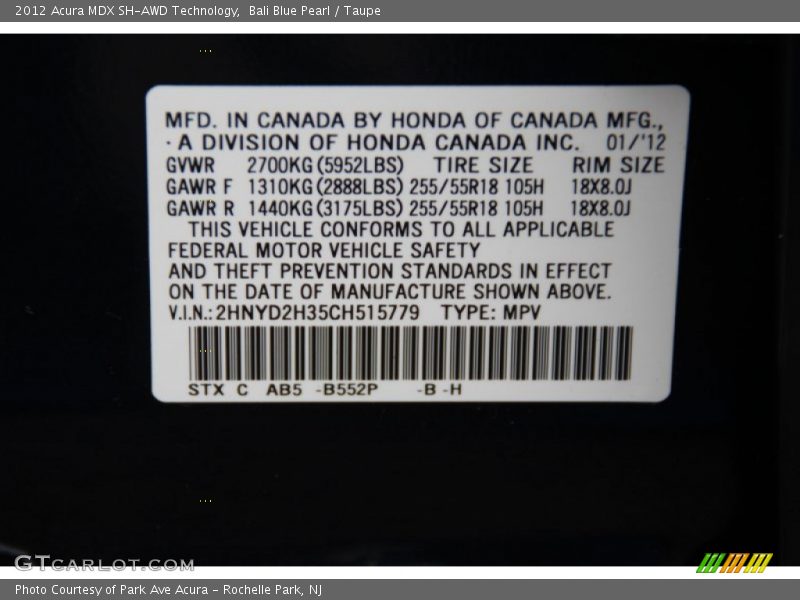 2012 Acura MDX SH-AWD Technology,  Bali Blue Pearl / Taupe
MFD. IN CANADA BY HONDA OF CANADA MFG.,
· A DIVISION OF HONDA CANADA INC.  01/'12
GVWR  2700KG(5952LBS)  TIRE SIZE  RIM SIZE
GAWR F  1310KG(2888LBS) 255/55R18 105H  18X8.0J
GAWR R  1440KG(3175LBS) 255/55R18 105H  18X8.0J
THIS VEHICLE CONFORMS TO ALL APPLICABLE
FEDERAL MOTOR VEHICLE SAFETY
AND THEFT PREVENTION STANDARDS IN EFFECT
ON THE DATE OF MANUFACTURE SHOWN ABOVE.
V.I.N.: 2HNYD2H35CH515779  TYPE: MPV
STX C  AB5 -B552P  -B -H
GTCARLOT.COM
Photo Courtesy of Park Ave Acura - Rochelle Park, NJ